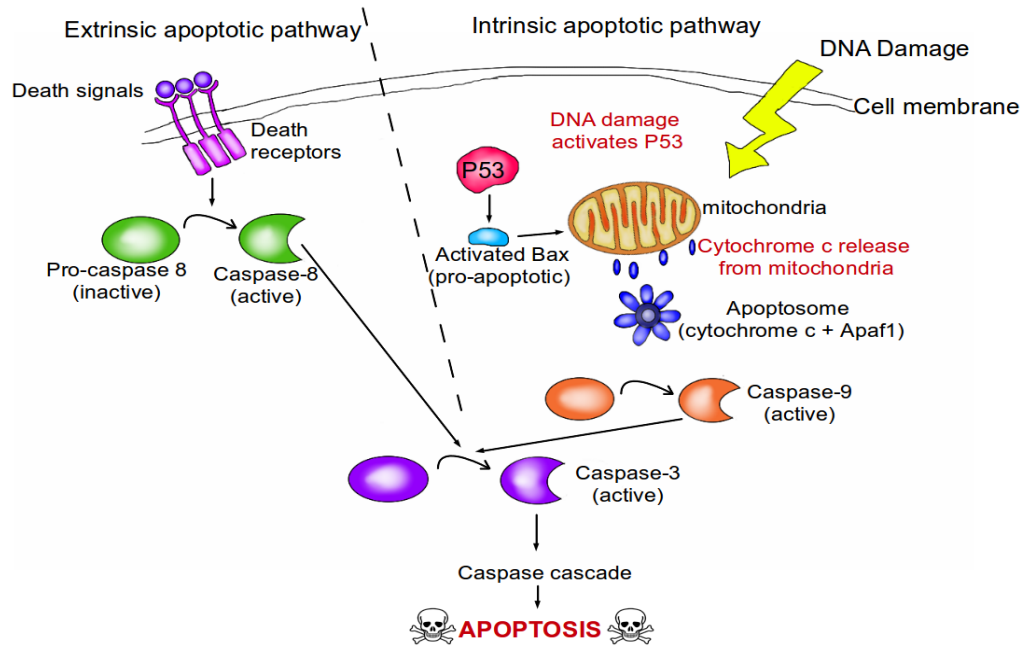 Extrinsic apoptotic pathway
Intrinsic apoptotic pathway
DNA Damage
Death signals
Cell membrane
Death
receptors
DNA damage
activates P53
P53
mitochondria
Activated Bax
(pro-apoptotic)
Cytochrome c release
from mitochondria
Pro-caspase 8
(inactive)
Caspase-8
(active)
Apoptosome
(cytochrome c + Apaf1)
Caspase-9
(active)
Caspase-3
(active)
Caspase cascade
APOPTOSIS